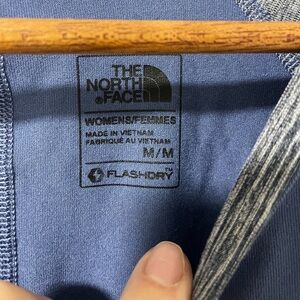 THE
NORTH
FACE
WOMENS/FEMMES
MADE IN VIETNAM
FABRIQUÉ AU VIETNAM
M/M
FLASHDRY